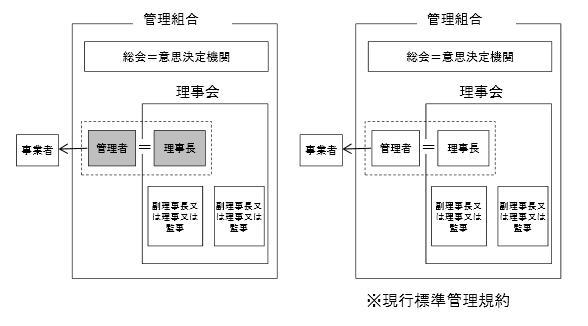 管理組合
総会＝意思決定機関
理事会
事業者
管理者
＝
理事長
副理事長又
は理事又は
監事
副理事長又
は理事又は
監事
管理組合
総会＝意思決定機関
理事会
事業者
管理者
＝
理事長
副理事長又
は理事又は
監事
副理事長又
は理事又は
監事
※現行標準管理規約